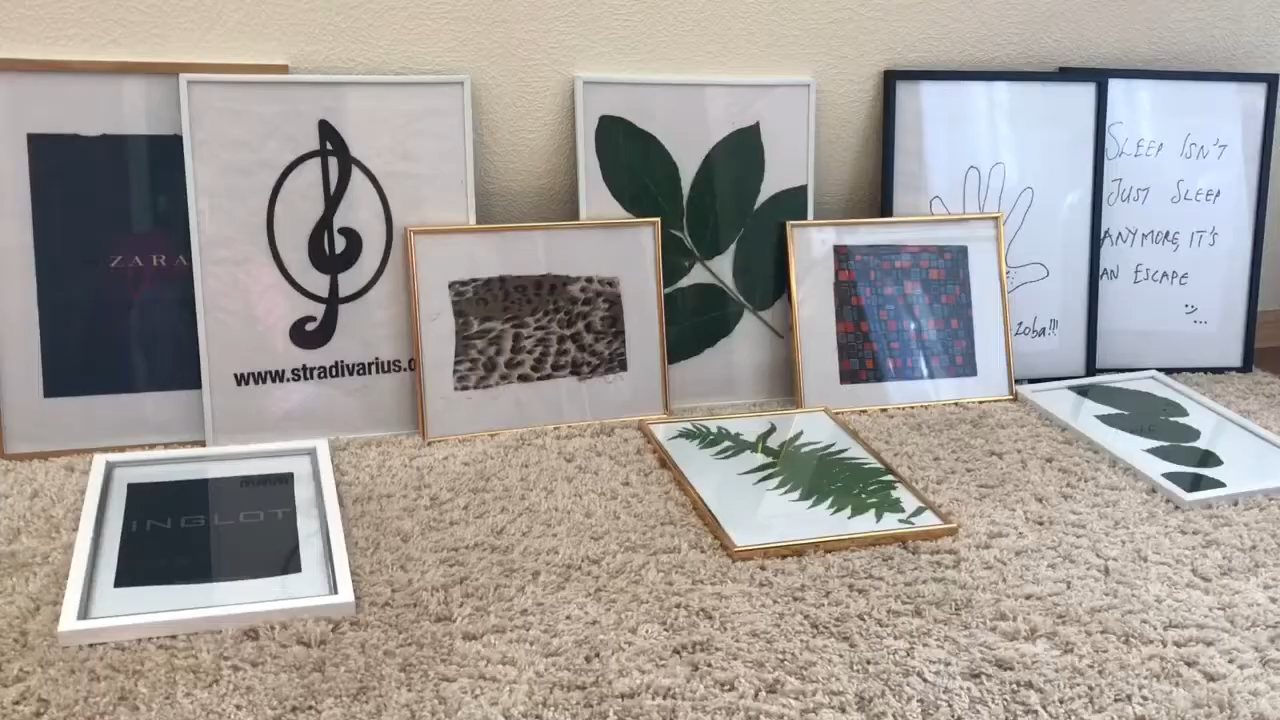 ZARA
www.stradivarius.c
INGLOT
zoba!!!
SLEEP ISN'T
JUST SLEEP
ANYMORE, IT'S
AN ESCAPE